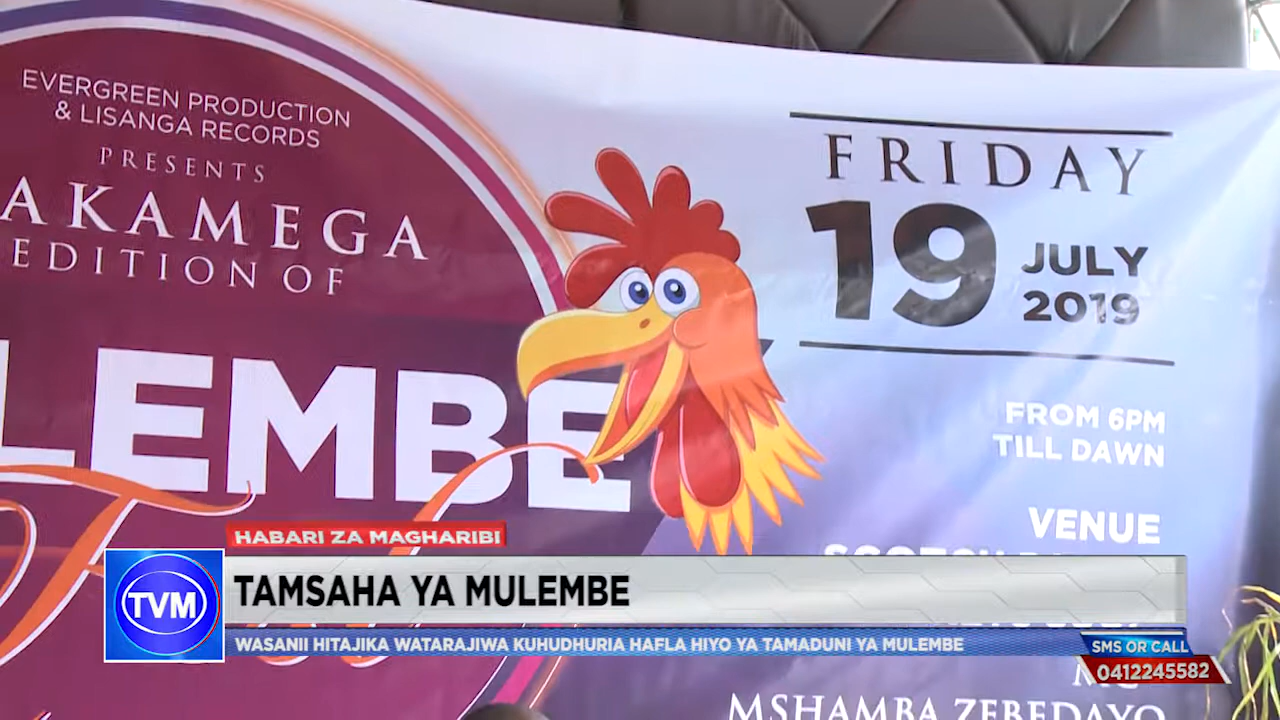 EVERGREEN PRODUCTION
& LISANGA RECORDS
PRESENTS
AKAMEGA
EDITION OF
LEMBE
FRIDAY
19 JULY
2019
FROM 6PM
TILL DAWN
VENUE
HABARI ZA MAGHARIBI
TVM
TAMSAHA YA MULEMBE
WASANII HITAJIKA WATARAJIWA KUHUDHURIA HAFLA HIYO YA TAMADUNI YA MULEMBE
SMS OR CALL
0412245582
MC
MSHAMBA ZEBEDAYO